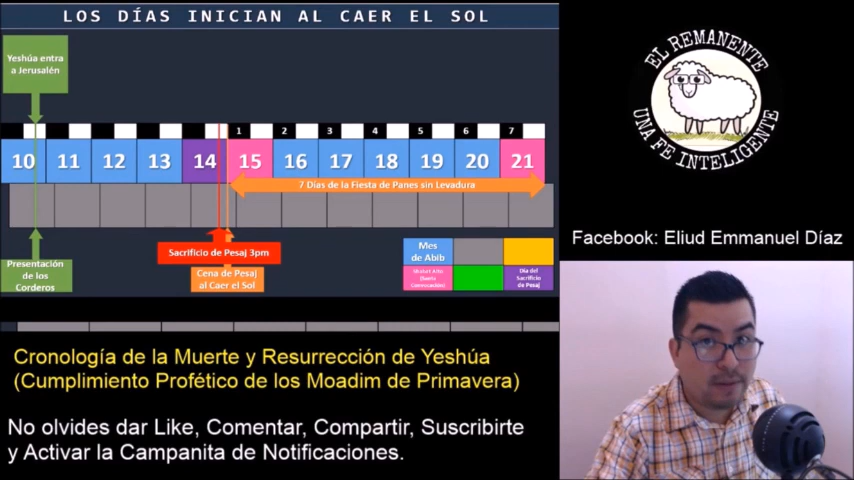 LOS DÍAS INICIAN AL CAER EL SOL
Yeshúa entra
a Jerusalén
1 2 3 4 5 6 7
10 11 12 13 14 15 16 17 18 19 20 21
7 Días de la Fiesta de Panes sin Levadura
Sacrificio de Pesaj 3pm
Cena de Pesaj
al Caer el Sol
Presentación
de los
Corderos
Mes
de Abib
Shabat Alto
Convocación)
Día del
Sacrificio
de Pesaj
EL REMANENTE
UNA FE INTELIGENTE
Facebook: Eliud Emmanuel Díaz
Cronología de la Muerte y Resurrección de Yeshúa
(Cumplimiento Profético de los Moadim de Primavera)
No olvides dar Like, Comentar, Compartir, Suscribirte
y Activar la Campanita de Notificaciones.